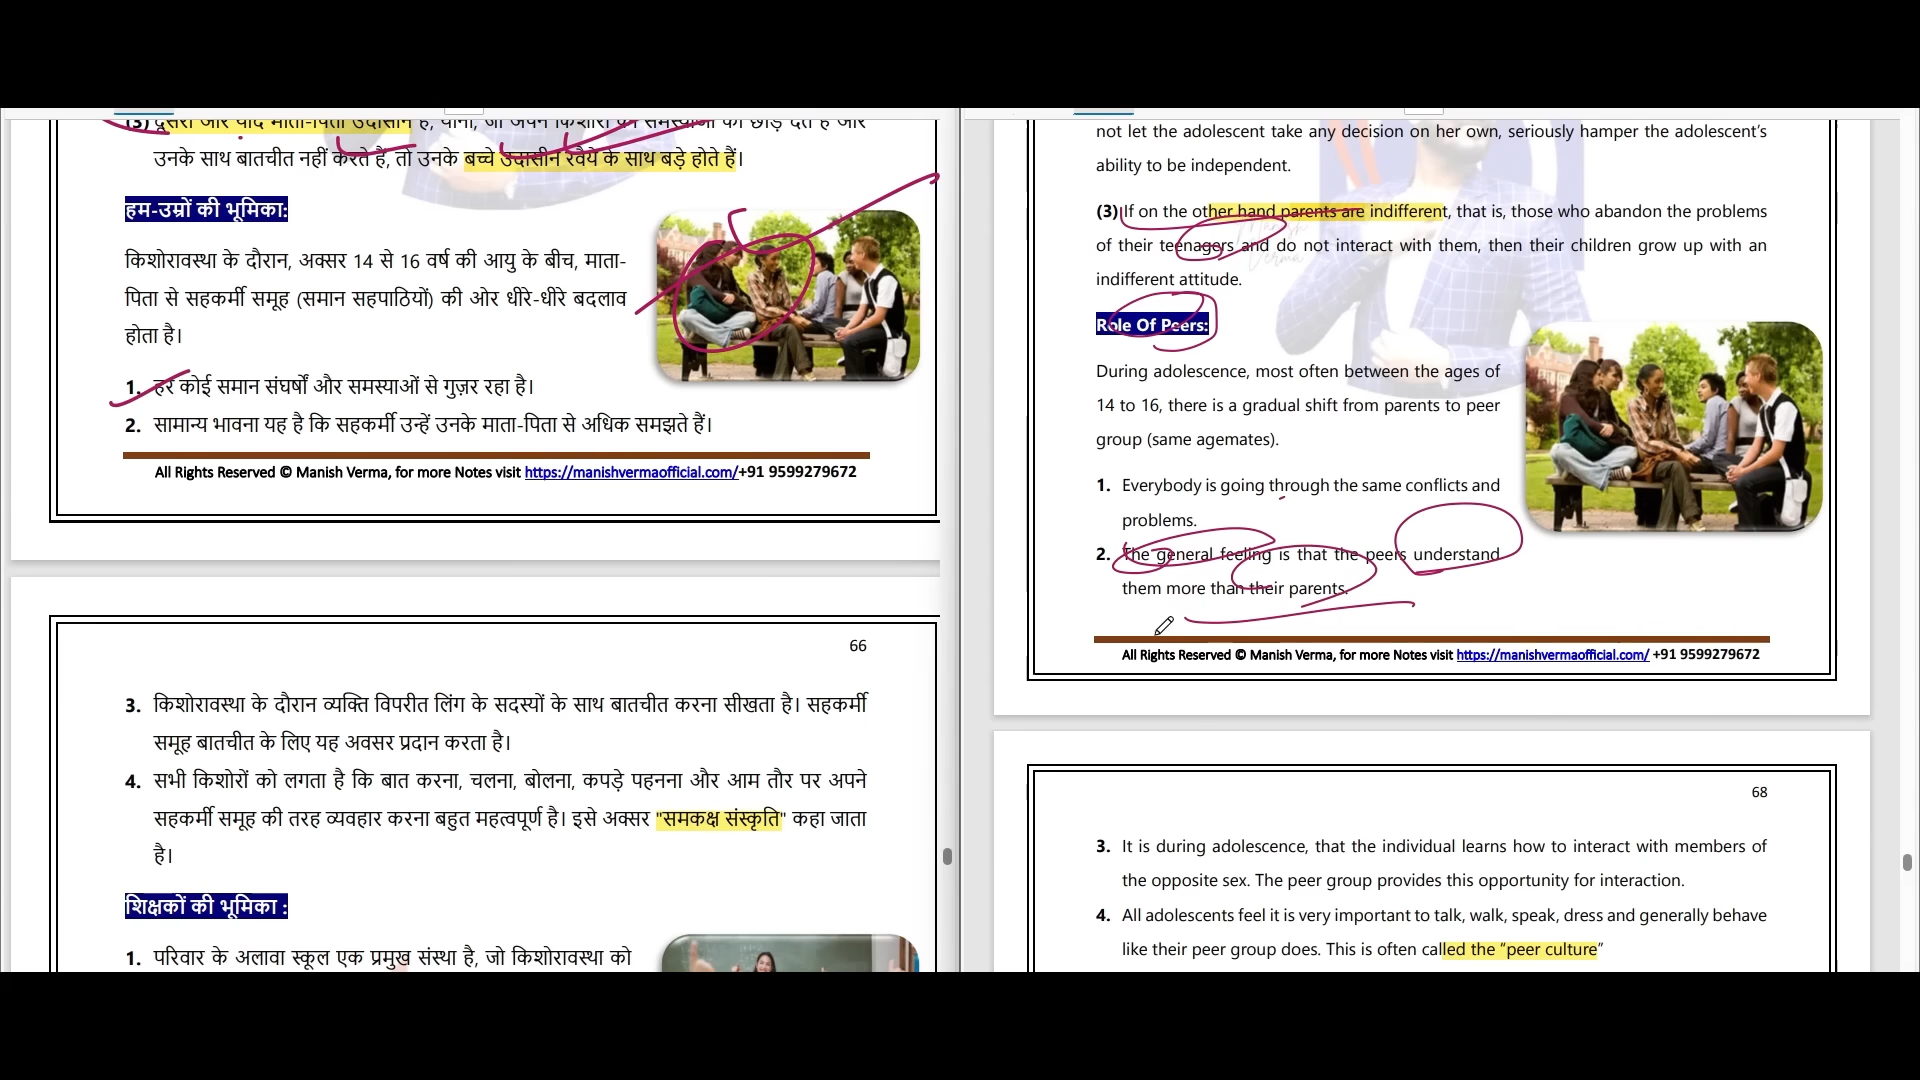 (3) दूसरी ओर यदि माता-पिता उदासीन हैं, यानी, जो अपने किशोरों की समस्याओं को छोड़ देते हैं और
उनके साथ बातचीत नहीं करते हैं, तो उनके बच्चे उदासीन रवैये के साथ बड़े होते हैं।
हम-उम्रों की भूमिका:
किशोरावस्था के दौरान, अक्सर 14 से 16 वर्ष की आयु के बीच, माता-
पिता से सहकर्मी समूह (समान सहपाठियों) की ओर धीरे-धीरे बदलाव
होता है।
1. हर कोई समान संघर्षों और समस्याओं से गुज़र रहा है।
2. सामान्य भावना यह है कि सहकर्मी उन्हें उनके माता-पिता से अधिक समझते हैं।
All Rights Reserved © Manish Verma, for more Notes visit https://manishvermaofficial.com/+91 9599279672
66
3. किशोरावस्था के दौरान व्यक्ति विपरीत लिंग के सदस्यों के साथ बातचीत करना सीखता है। सहकर्मी
समूह बातचीत के लिए यह अवसर प्रदान करता है।
4. सभी किशोरों को लगता है कि बात करना, चलना, बोलना, कपड़े पहनना और आम तौर पर अपने
सहकर्मी समूह की तरह व्यवहार करना बहुत महत्वपूर्ण है। इसे अक्सर "समकक्ष संस्कृति" कहा जाता
है।
शिक्षकों की भूमिका :
1. परिवार के अलावा स्कूल एक प्रमुख संस्था है, जो किशोरावस्था को
not let the adolescent take any decision on her own, seriously hamper the adolescent’s
ability to be independent.
(3) If on the other hand parents are indifferent, that is, those who abandon the problems
of their teenagers and do not interact with them, then their children grow up with an
indifferent attitude.
Manish
Verma
Role Of Peers:
During adolescence, most often between the ages of
14 to 16, there is a gradual shift from parents to peer
group (same agemates).
1. Everybody is going through the same conflicts and
problems.
2. The general feeling is that the peers understand
them more than their parents.
All Rights Reserved © Manish Verma, for more Notes visit https://manishvermaofficial.com/ +91 9599279672
68
3. It is during adolescence, that the individual learns how to interact with members of
the opposite sex. The peer group provides this opportunity for interaction.
4. All adolescents feel it is very important to talk, walk, speak, dress and generally behave
like their peer group does. This is often called the “peer culture”